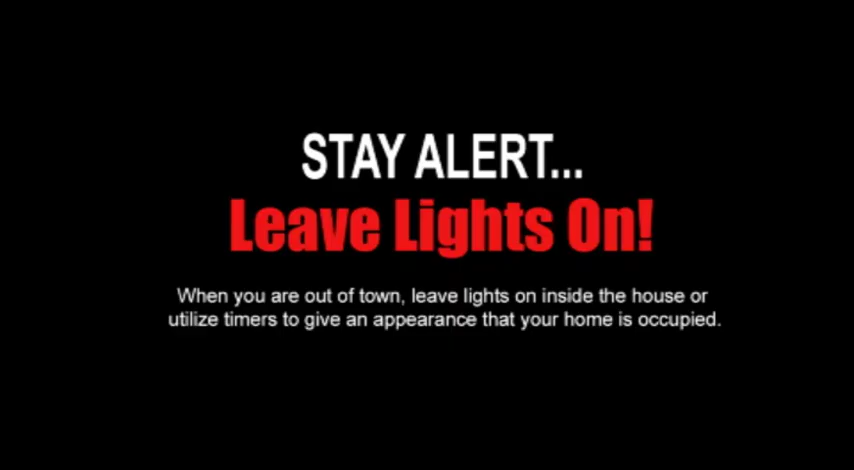 STAY ALERT...
Leave Lights On!
When you are out of town, leave lights on inside the house or
utilize timers to give an appearance that your home is occupied.